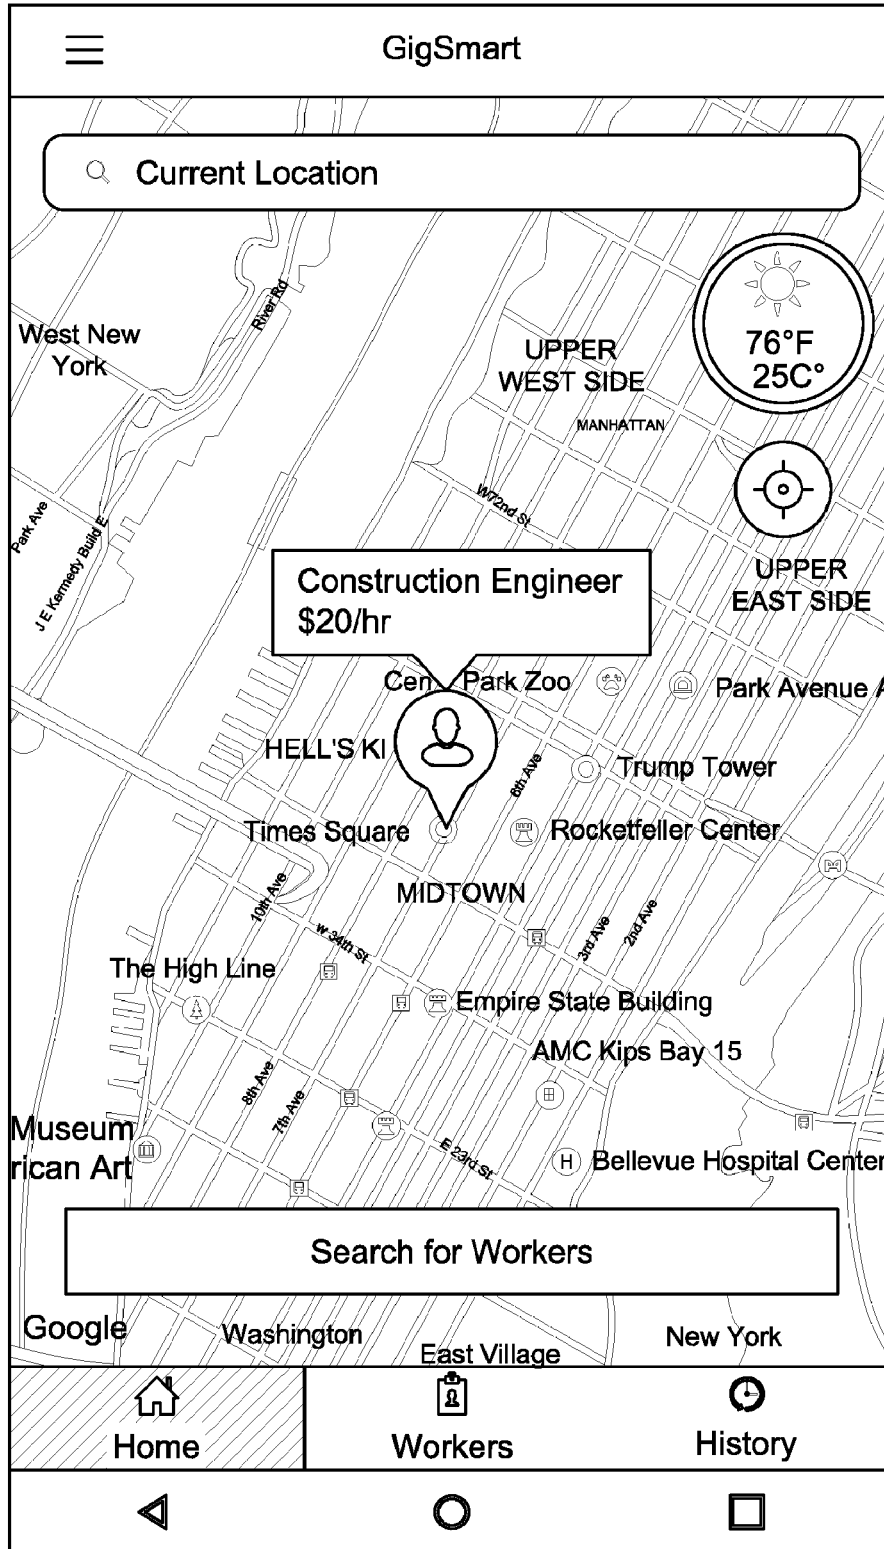 GigSmart
Current Location
River Rd
West New
York
76°F
25C°
UPPER
WEST SIDE
MANHATTAN
W72nd St
Park Ave
J E Kermedy Build E
UPPER
EAST SIDE
Construction Engineer
$20/hr
Cen
Park Zoo
Park Avenue A
HELL'S KI
6th Ave
Trump Tower
Times Square
Rocketfeller Center
MIDTOWN
10th Ave
w 34th St
3rd Ave
2nd Ave
The High Line
Empire State Building
AMC Kips Bay 15
8th Ave
7th Ave
Museum
rican Art
E 23rd St
H
Bellevue Hospital Center
Search for Workers
Google
Washington
East Village
New York
Home
Workers
History